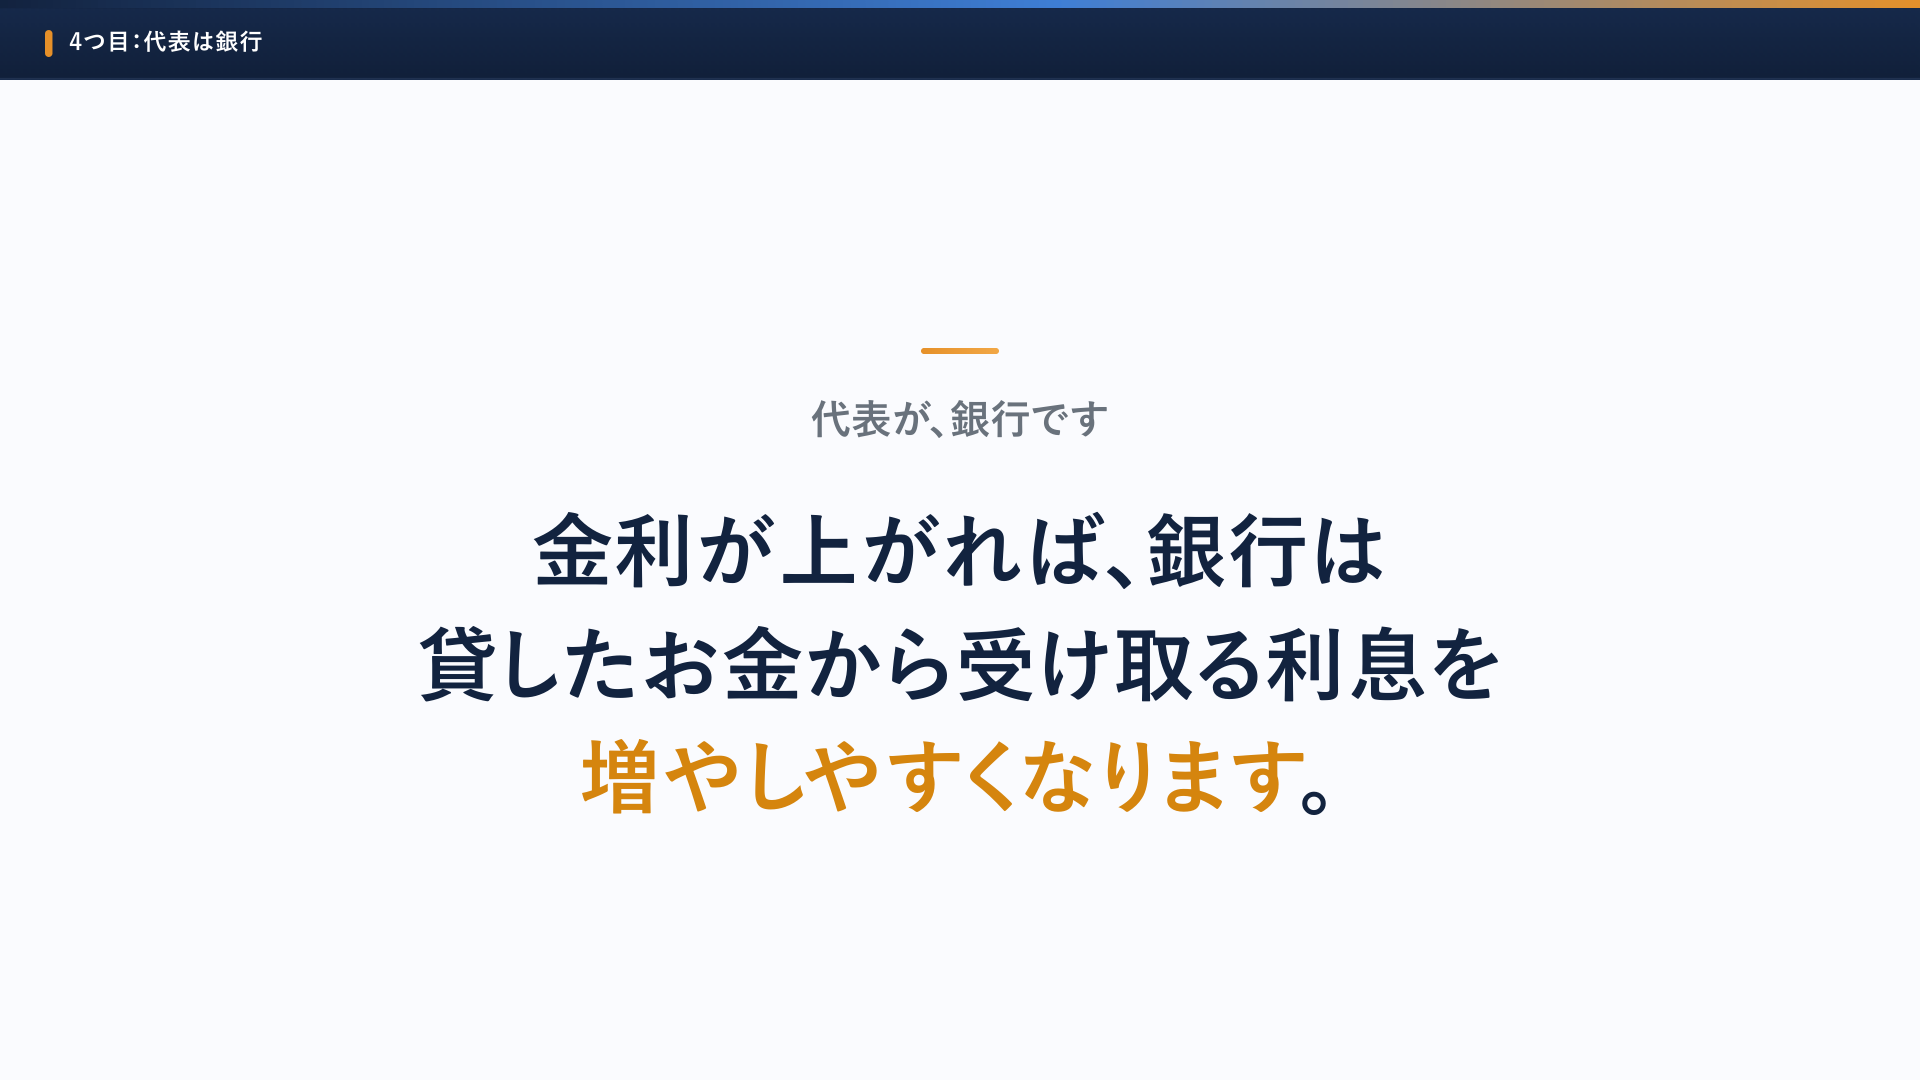 4つ目：代表は銀行
代表が、銀行です
金利が上がれば、銀行は
貸したお金から受け取る利息を
増やしやすくなります。